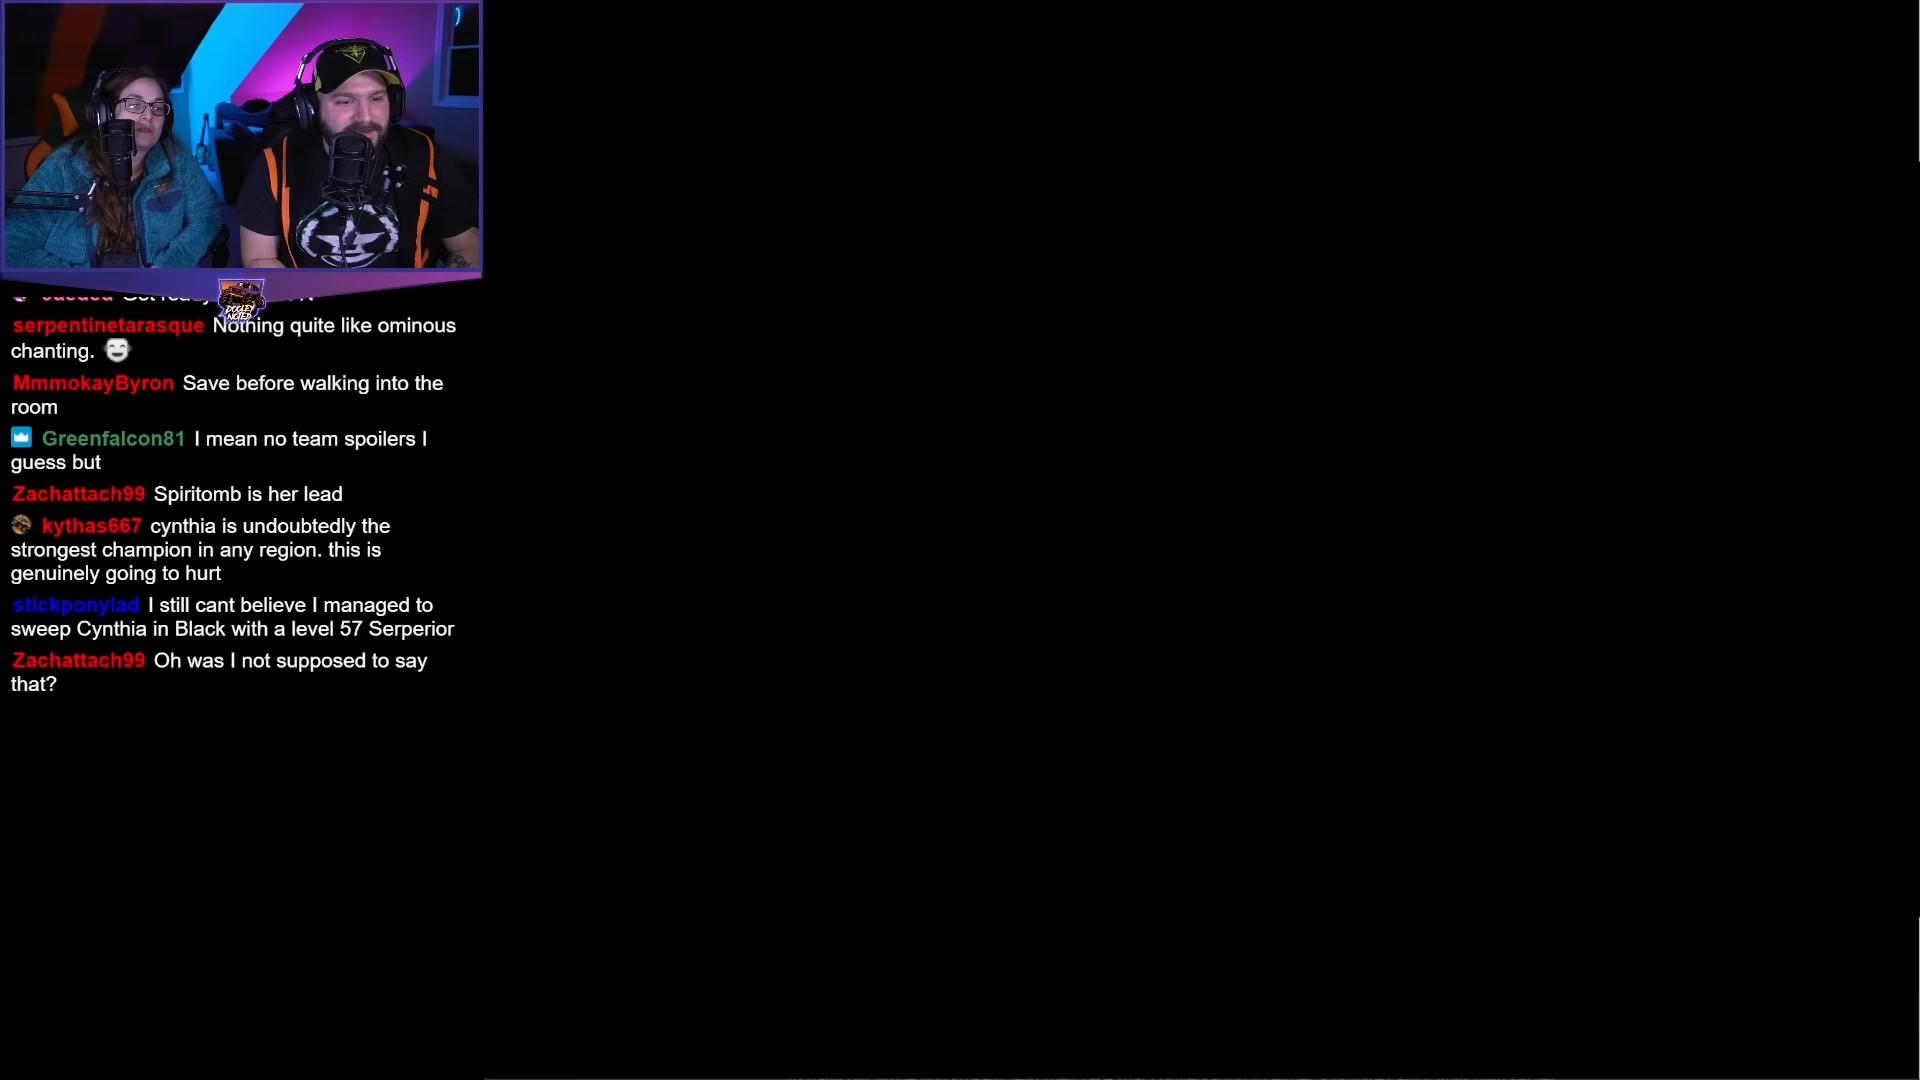 DOOLEY
NOTED
serpentinetarasque Nothing quite like ominous
chanting.
MmmokayByron Save before walking into the
room
Greenfalcon81 I mean no team spoilers I
guess but
Zachattach99 Spiritomb is her lead
kythas667 cynthia is undoubtedly the
strongest champion in any region. this is
genuinely going to hurt
stickponylad I still cant believe I managed to
sweep Cynthia in Black with a level 57 Serperior
Zachattach99 Oh was I not supposed to say
that?